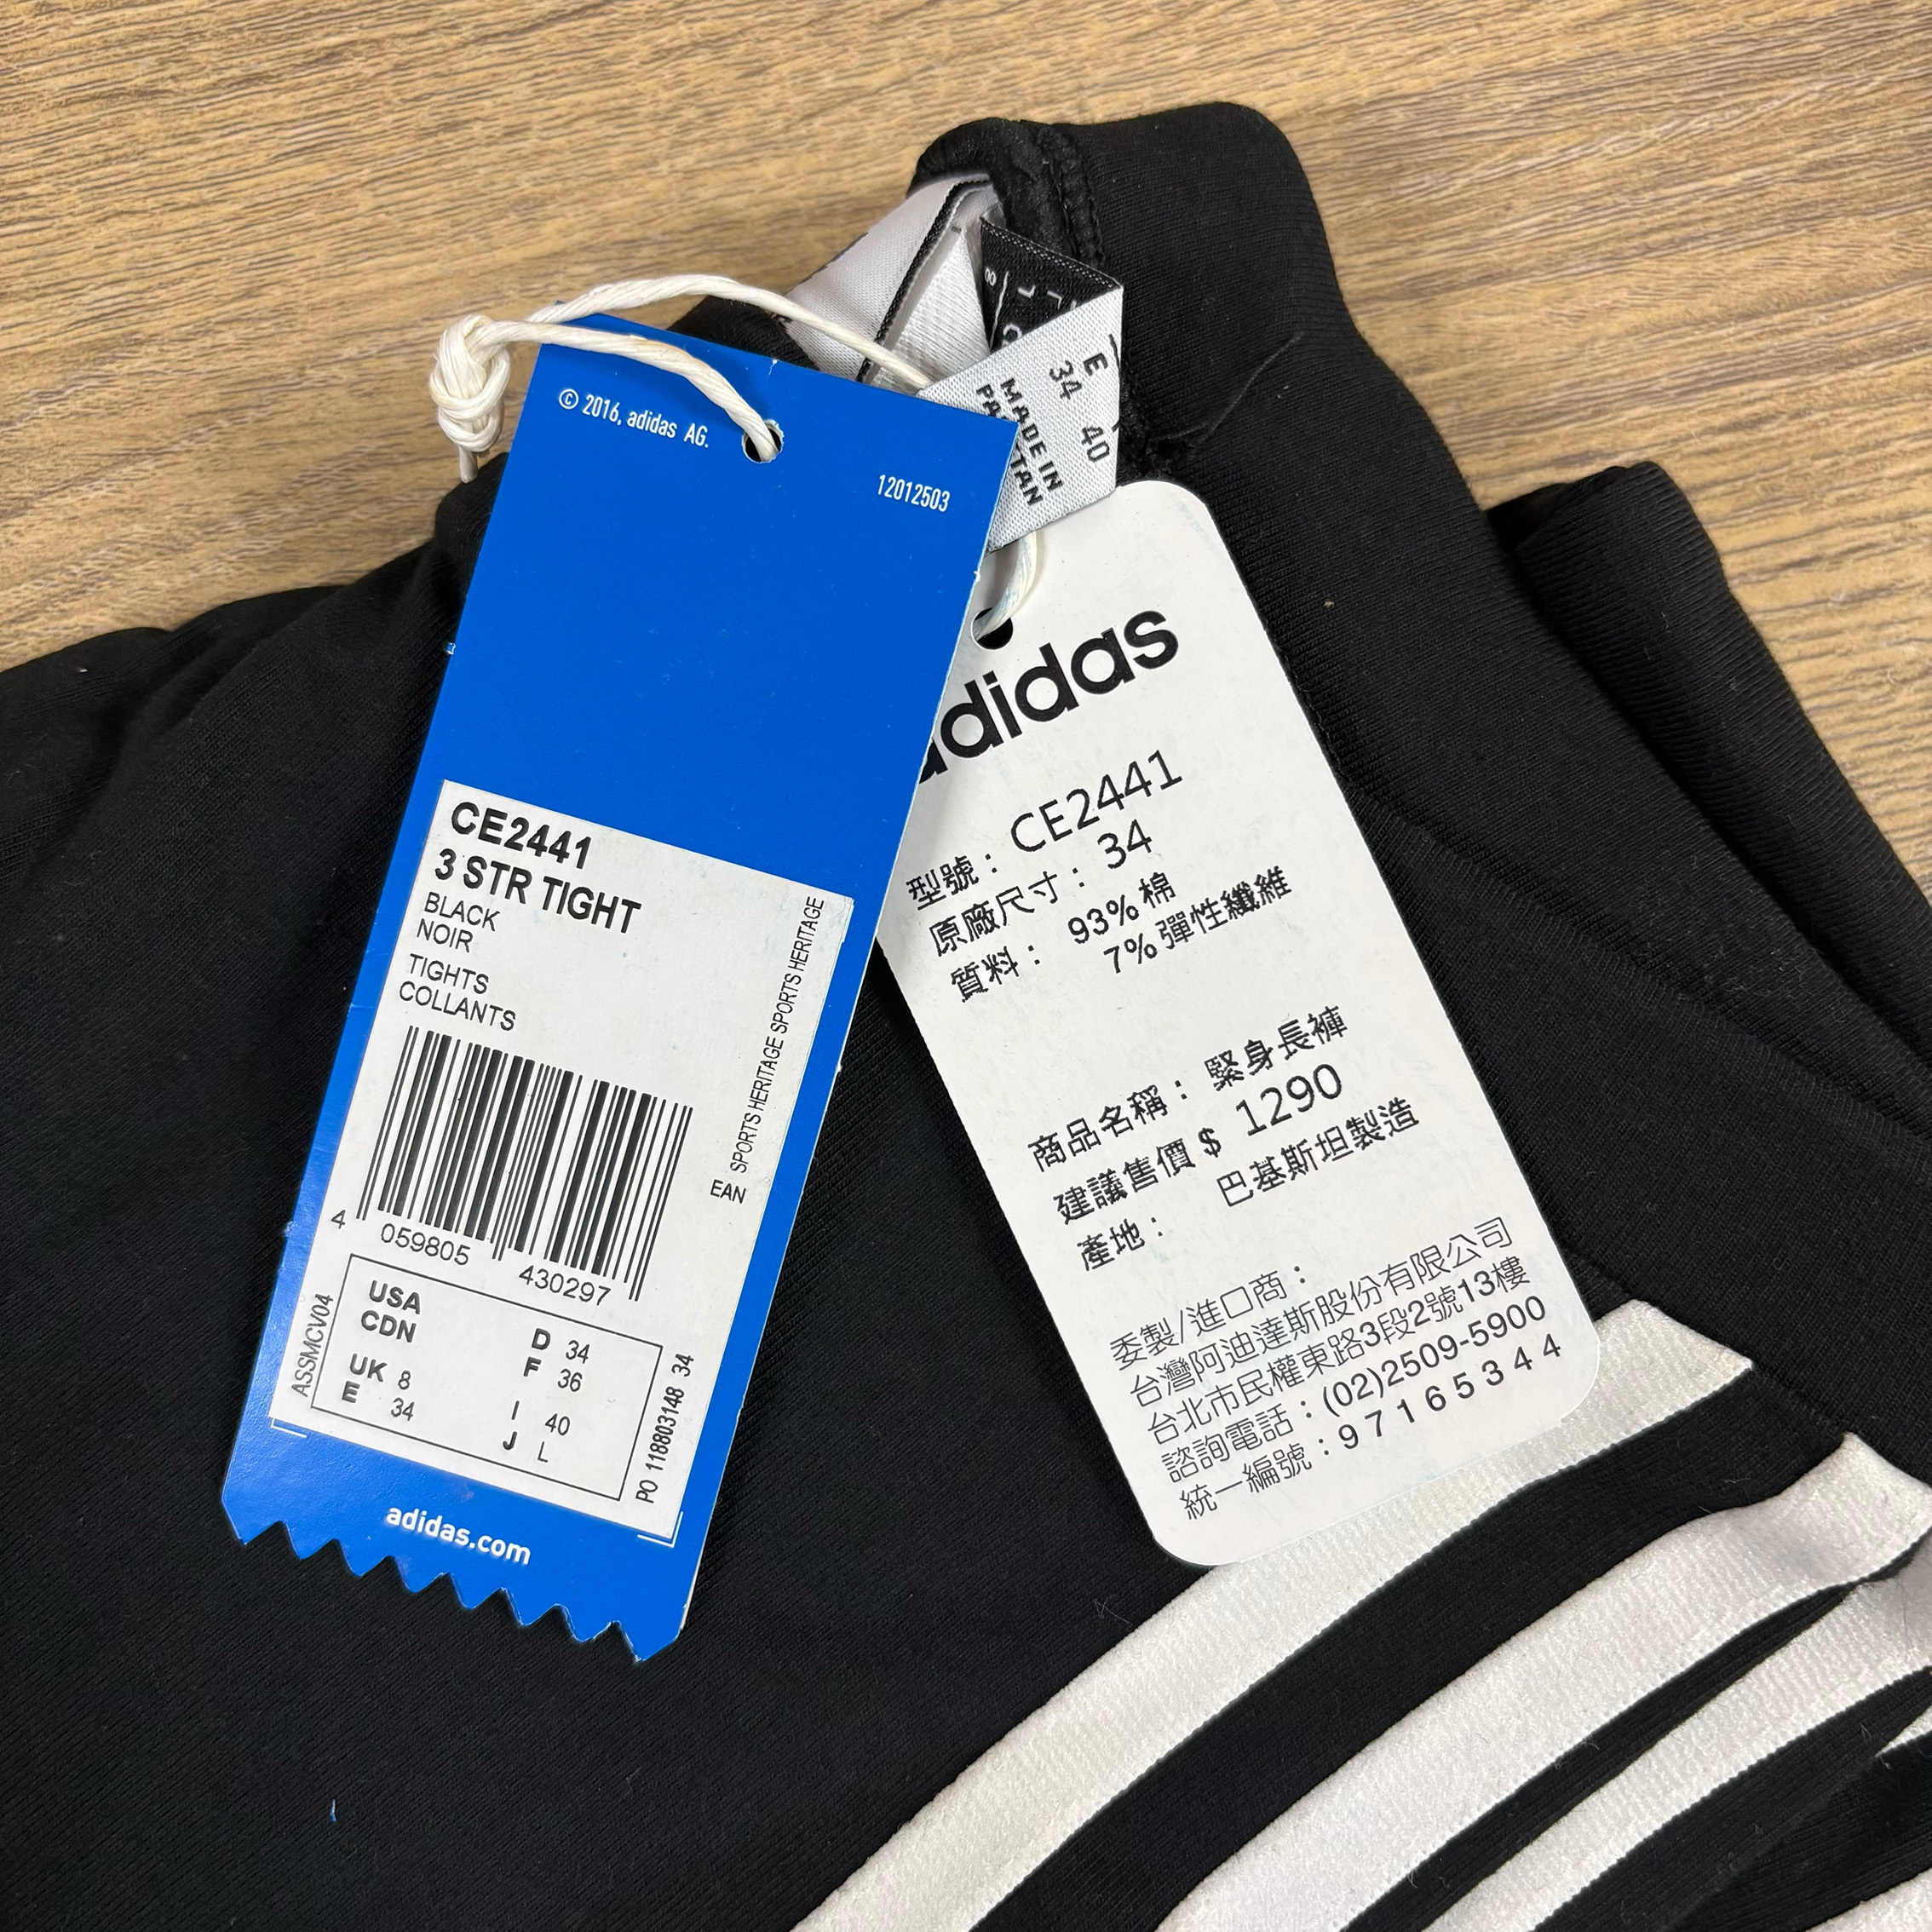 © 2016, adidas AG.
12012503
CE2441
3 STR TIGHT
BLACK
NOIR
TIGHTS
COLLANTS
EAN SPORTS HERITAGE SPORTS HERITAGE
4 059805 430297
ASSMCV04
USA
CDN
UK 8
E 34
D 34
F 36
I 40
J L
PO 118803148 34
adidas.com
E 40
34
MADE IN
adidas
型號： CE2441
原廠尺寸： 34
質料： 93%棉
7%彈性纖維
商品名稱： 緊身長褲
建議售價$ 1290
產地： 巴基斯坦製造
委製/進口商：
台灣阿迪達斯股份有限公司
台北市民權東路3段2號13樓
諮詢電話：(02)2509-5900
統一編號：97165344